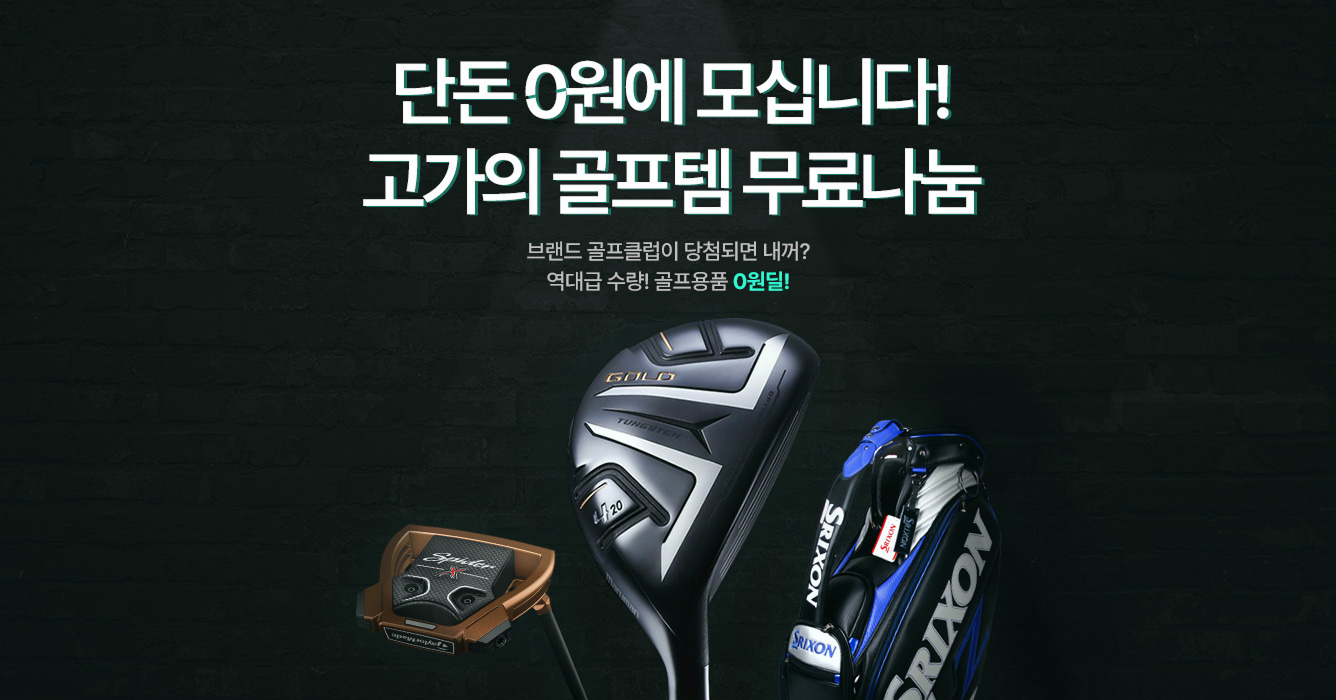 단돈 0원에 모십니다!
고가의 골프템 무료나눔
브랜드 골프클럽이 당첨되면 내꺼?
역대급 수량! 골프용품 0원딜!
GOLD
TUNGSTEN
U 20
Spider
TaylorMade
SRIXON
SRIXON
SRIXON
SRIXON
SRIXON